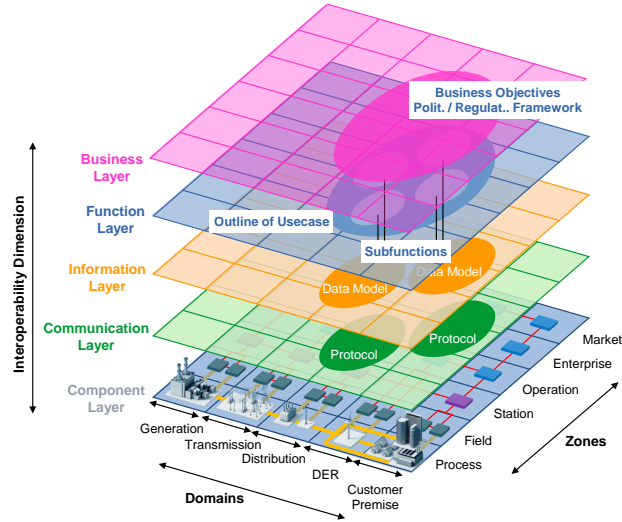 Business Objectives
Polit. / Regulat.. Framework
Business
Layer
Function
Layer
Outline of Usecase
Subfunctions
Information
Layer
Data Model
Data Model
Communication
Layer
Protocol
Protocol
Component
Layer
Interoperability Dimension
Market
Enterprise
Operation
Station
Field
Process
Zones
Generation
Transmission
Distribution
DER
Customer
Premise
Domains